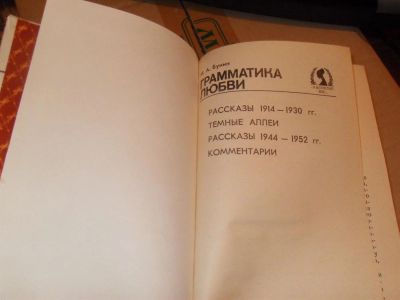 И. А. Бунин
ГРАММАТИКА
ЛЮБВИ
РАССКАЗЫ 1914 — 1930 гг.
ТЕМНЫЕ АЛЛЕИ
РАССКАЗЫ 1944 — 1952 гг.
КОММЕНТАРИИ